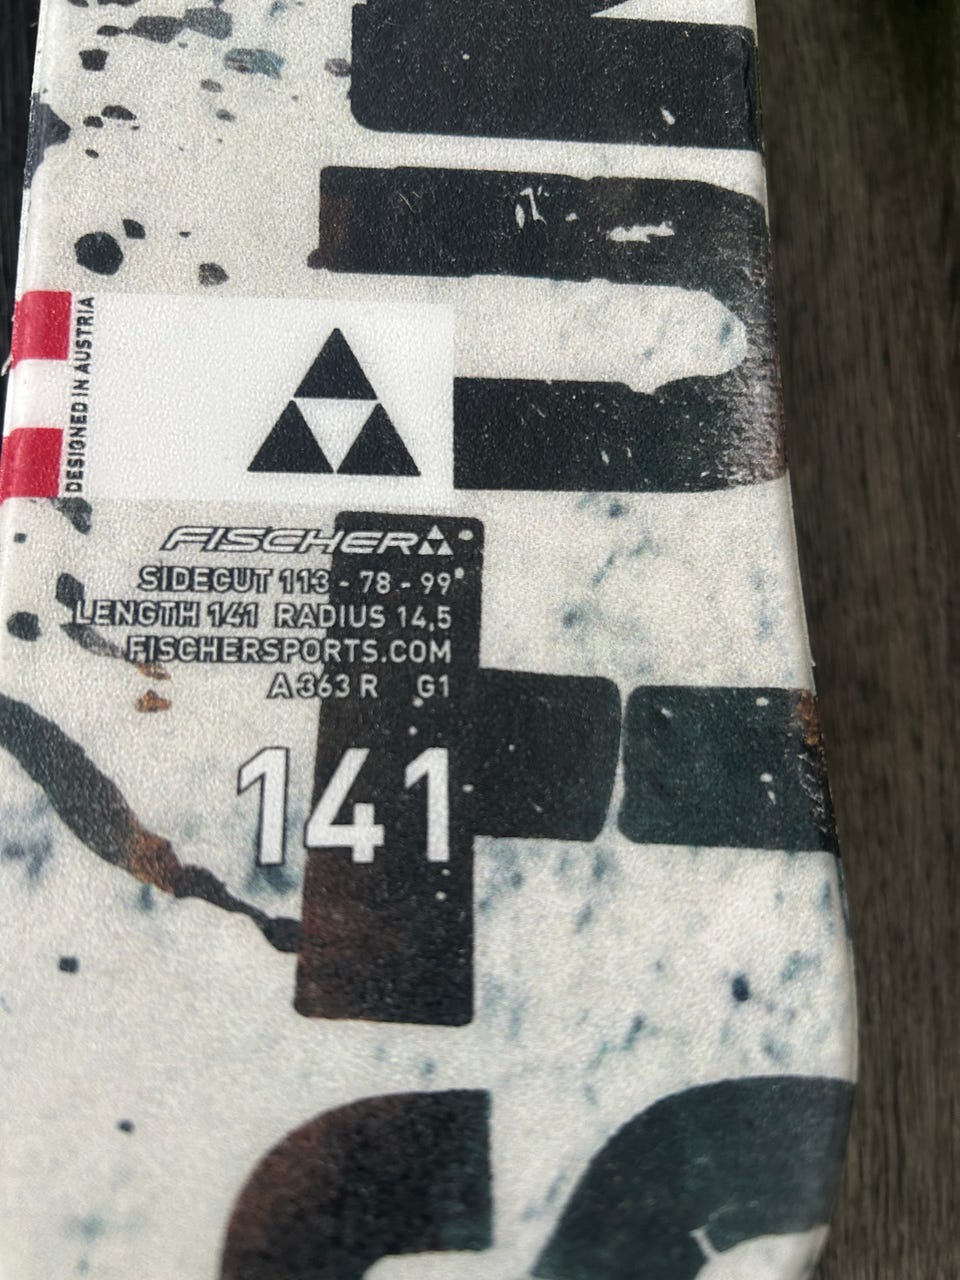 DESIGNED IN AUSTRIA
FISCHER
SIDECUT 113 - 78 - 99
LENGTH 141 RADIUS 14,5
FISCHERSPORTS.COM
A 363 R G1
141